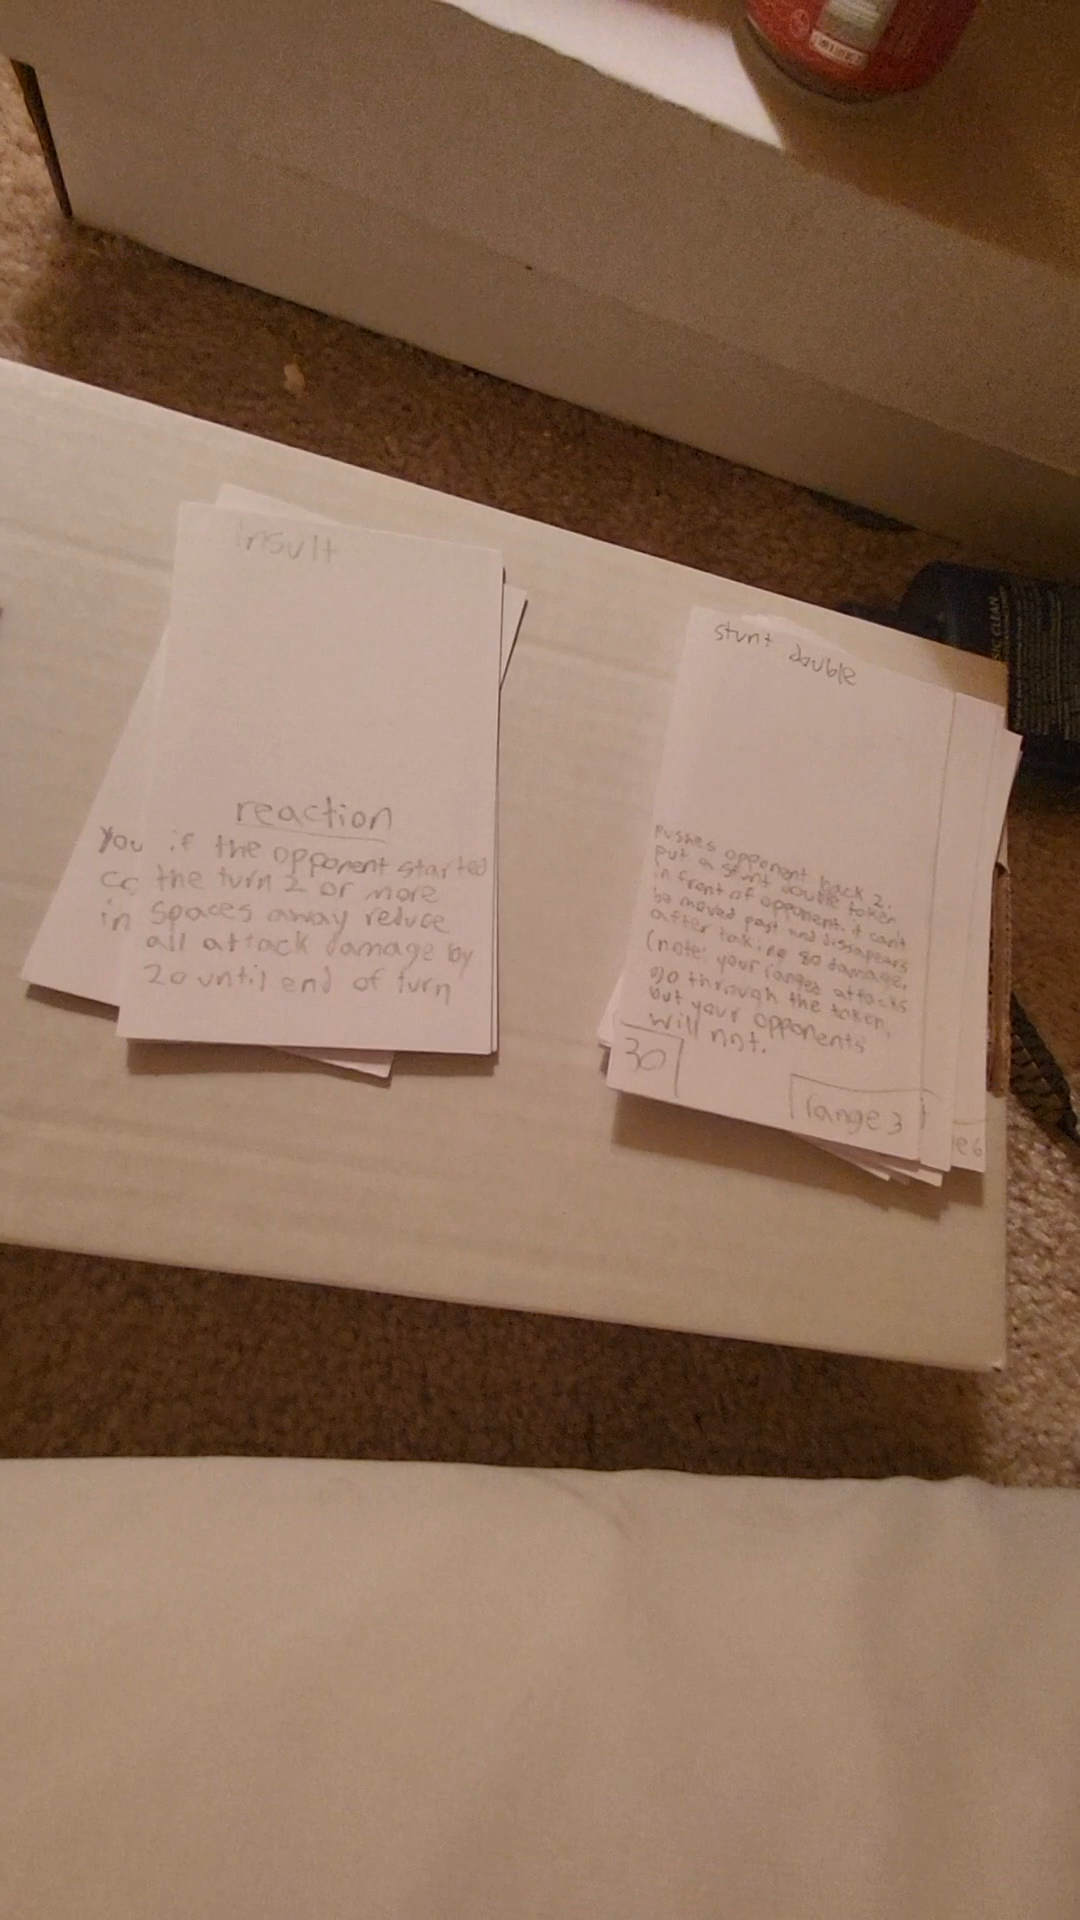 insult
reaction
if the opponent started
the turn 2 or more
spaces away reduce
all attack damage by
20 until end of turn
You
in
stunt double
pushes opponent back 2.
put a stunt double token
in front of opponent. it can't
be moved past and dissapears
after taking 80 damage.
(note: your ranged attacks
go through the token,
but your opponents
will not.
30
range 3
e 6
CLEAN